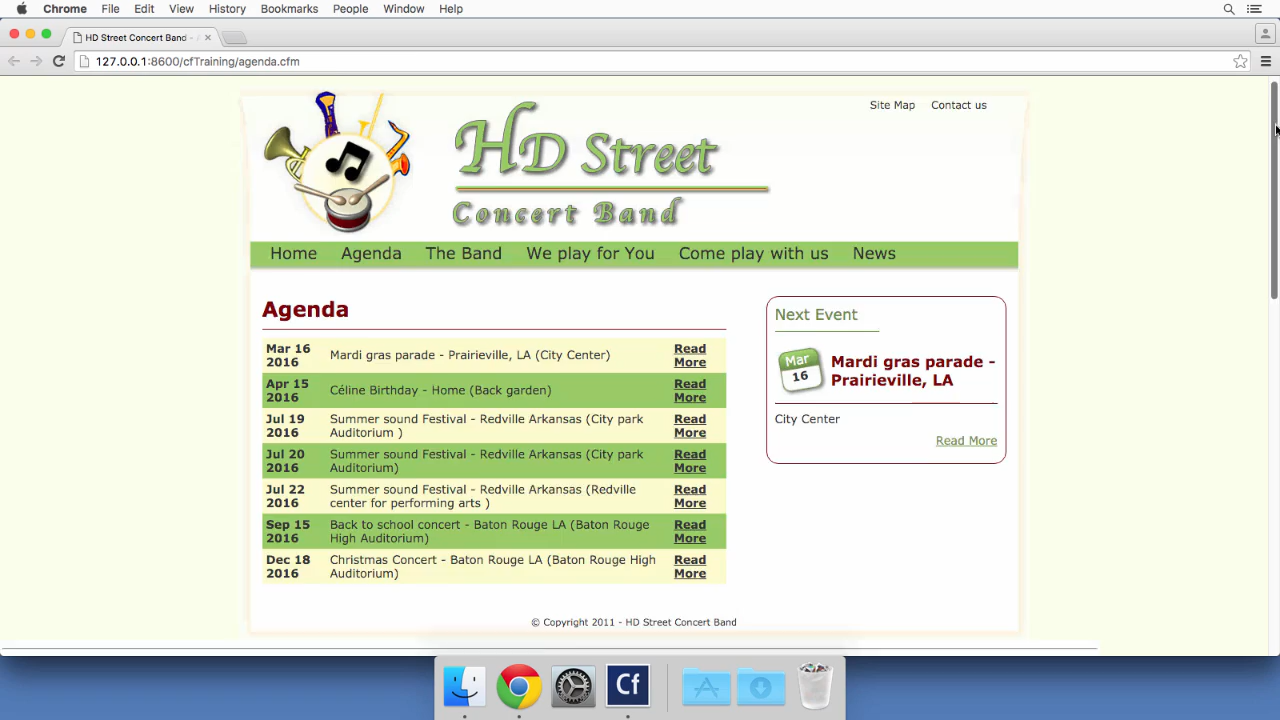 Chrome File Edit View History Bookmarks People Window Help
HD Street Concert Band -
127.0.0.1:8600/cfTraining/agenda.cfm
Site Map Contact us
HD Street
Concert Band
Home Agenda The Band We play for You Come play with us News
Agenda
Mar 16
2016
Mardi gras parade - Prairieville, LA (City Center)
Read
More
Apr 15
2016
Céline Birthday - Home (Back garden)
Read
More
Jul 19
2016
Summer sound Festival - Redville Arkansas (City park
Auditorium )
Read
More
Jul 20
2016
Summer sound Festival - Redville Arkansas (City park
Auditorium)
Read
More
Jul 22
2016
Summer sound Festival - Redville Arkansas (Redville
center for performing arts )
Read
More
Sep 15
2016
Back to school concert - Baton Rouge LA (Baton Rouge
High Auditorium)
Read
More
Dec 18
2016
Christmas Concert - Baton Rouge LA (Baton Rouge High
Auditorium)
Read
More
Next Event
Mar
16
Mardi gras parade -
Prairieville, LA
City Center
Read More
© Copyright 2011 - HD Street Concert Band
Cf